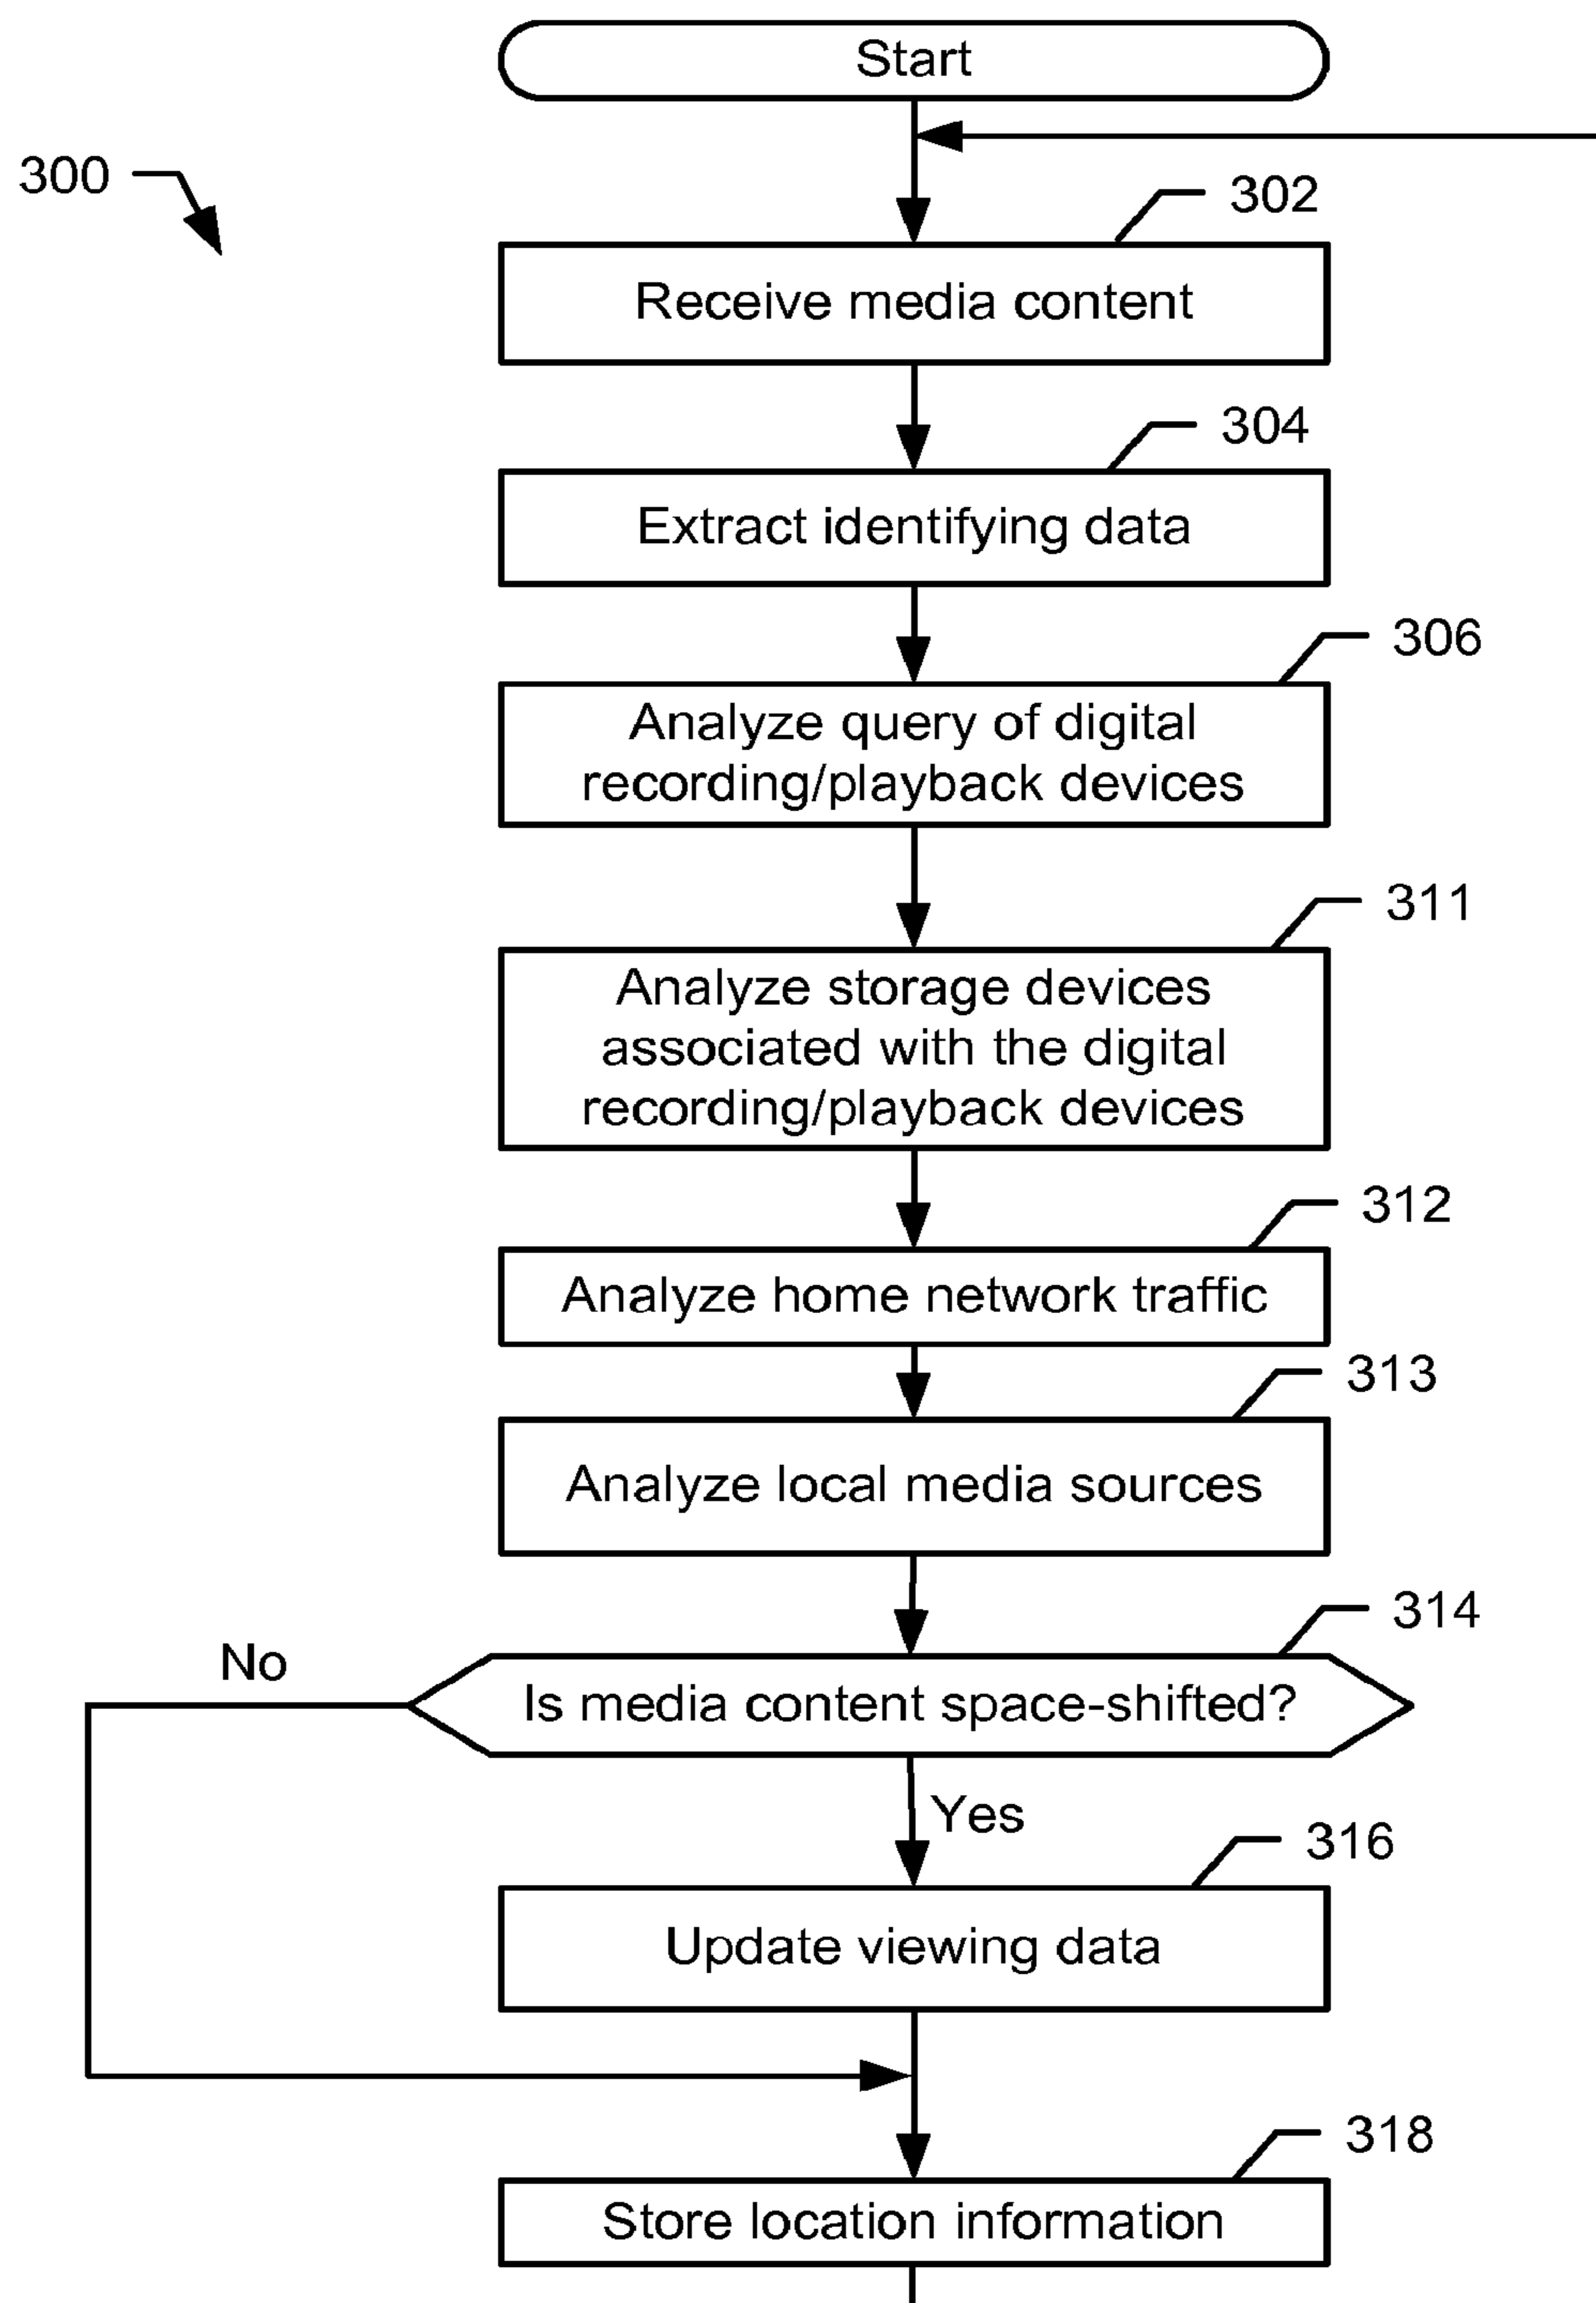 Start
300
302
Receive media content
304
Extract identifying data
306
Analyze query of digital
recording/playback devices
311
Analyze storage devices
associated with the digital
recording/playback devices
312
Analyze home network traffic
313
Analyze local media sources
314
No
Is media content space-shifted?
Yes
316
Update viewing data
318
Store location information